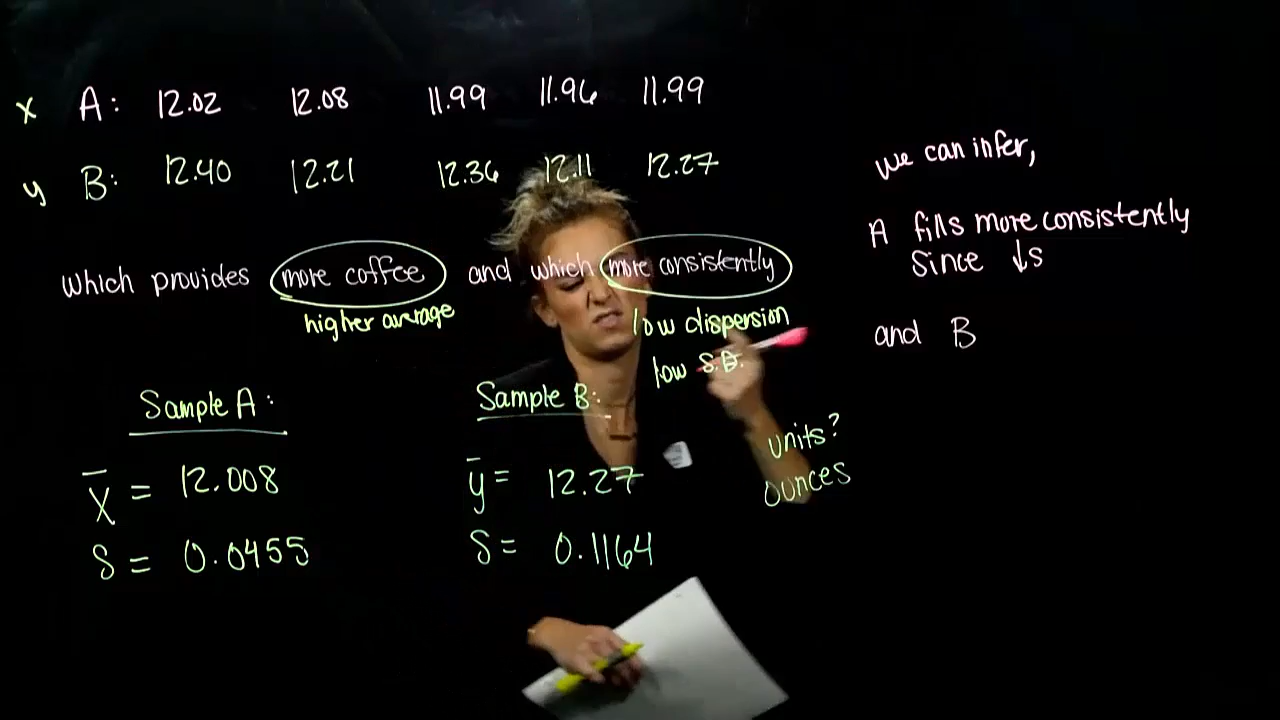 x A: 12.02 12.08 11.99 11.96 11.99
y B: 12.40 12.21 12.36 12.11 12.27
which provides more coffee and which more consistently
higher average
low dispersion
low S.D.
Sample A:
x̄ = 12.008
S = 0.0455
Sample B:
ȳ = 12.27
S = 0.1164
units?
ounces
we can infer,
A fills more consistently
since ↓s
and B